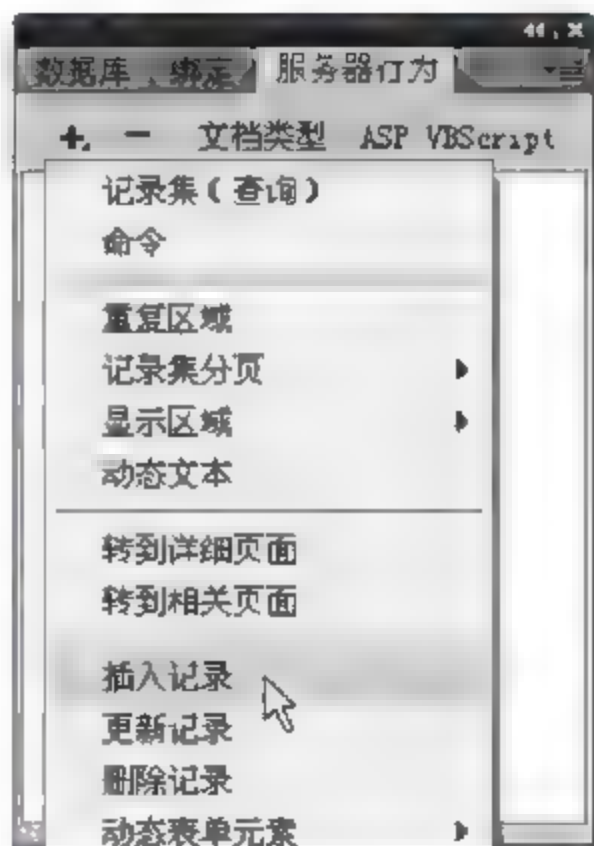 数据库 绑定 服务器行为
+ - 文档类型 ASP VBScript
记录集（查询）
命令
重复区域
记录集分页
显示区域
动态文本
转到详细页面
转到相关页面
插入记录
更新记录
删除记录
动态表单元素